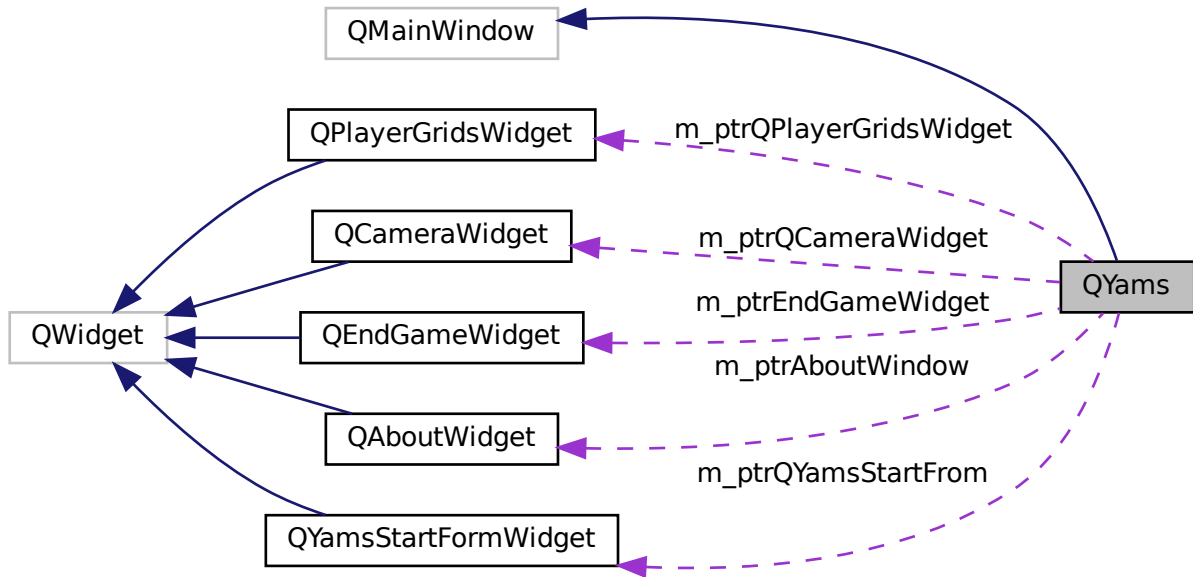 QMainWindow
QPlayerGridsWidget
m_ptrQPlayerGridsWidget
QCameraWidget
m_ptrQCameraWidget
QYams
m_ptrEndGameWidget
QWidget
QEndGameWidget
m_ptrAboutWindow
QAboutWidget
m_ptrQYamsStartFrom
QYamsStartFormWidget